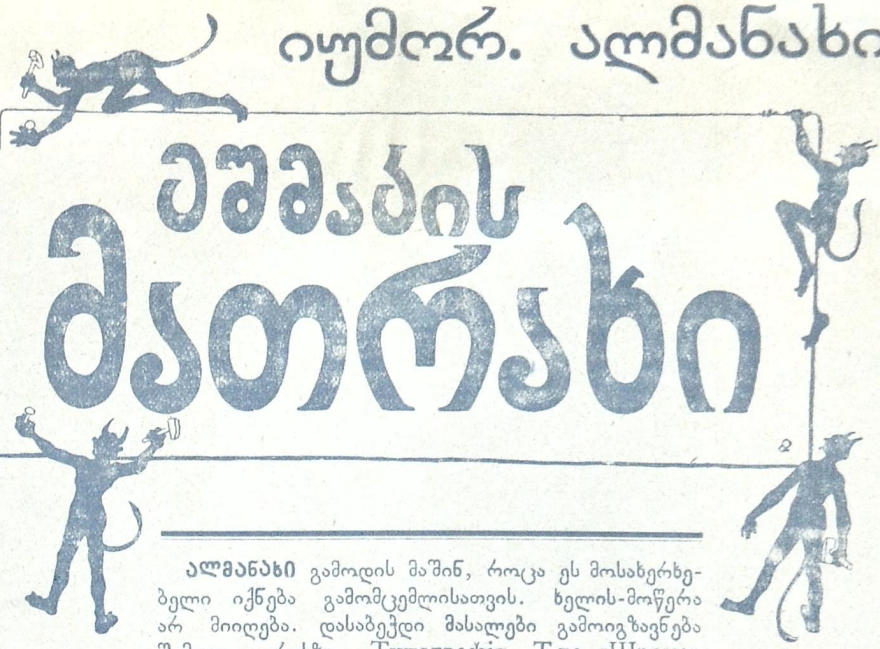 იუმორ. ალმანახი
ეშმაკის
მათრახი
ალმანახი გამოდის მაშინ, როცა ეს მოსახერხე-
ბელი იქნება გამომცემლისათვის. ხელის-მოწერა
არ მიიღება. დასაბეჭდი მასალები გამოიგზავნება